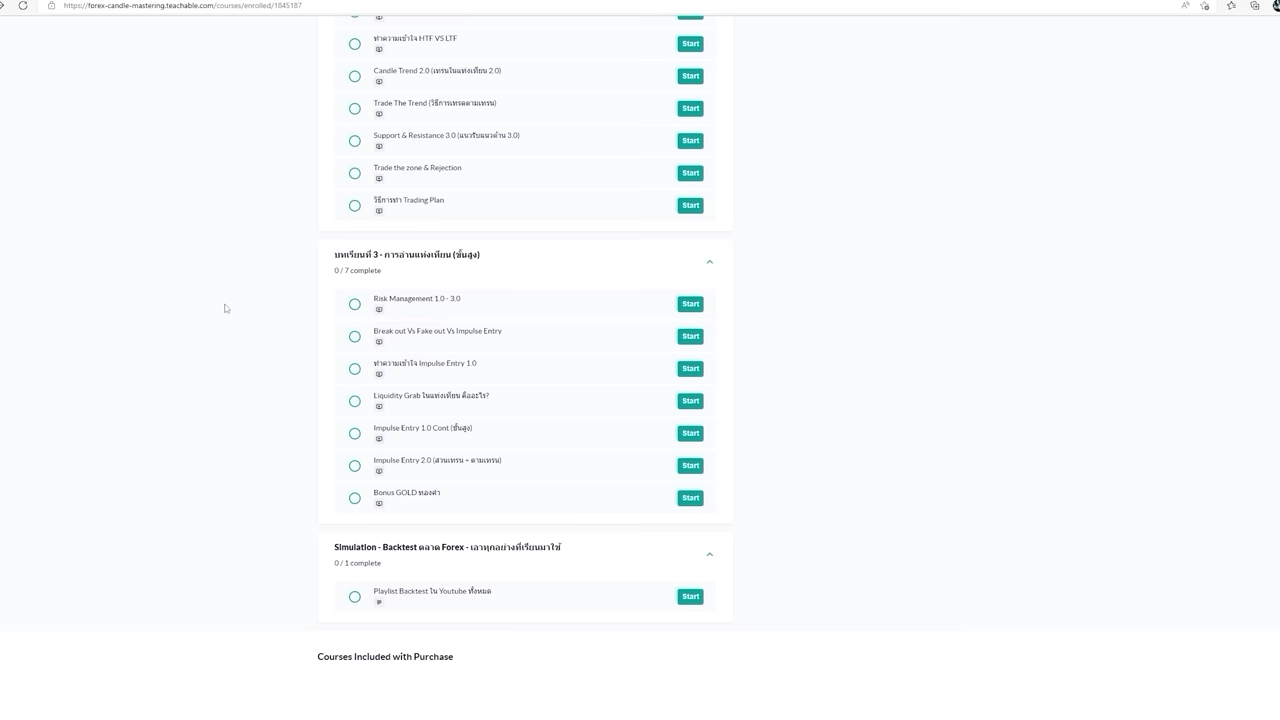 https://forex-candle-mastering.teachable.com/courses/enrolled/1845187
ทำความเข้าใจ HTF VS LTF
Start
Candle Trend 2.0 (เทรนในแท่งเทียน 2.0)
Start
Trade The Trend (วิธีการเทรดตามเทรน)
Start
Support & Resistance 3.0 (แนวรับแนวต้าน 3.0)
Start
Trade the zone & Rejection
Start
วิธีการทำ Trading Plan
Start
บทเรียนที่ 3 - การอ่านแท่งเทียน (ขั้นสูง)
0 / 7 complete
Risk Management 1.0 - 3.0
Start
Break out Vs Fake out Vs Impulse Entry
Start
ทำความเข้าใจ Impulse Entry 1.0
Start
Liquidity Grab ในแท่งเทียน คืออะไร?
Start
Impulse Entry 1.0 Cont (ขั้นสูง)
Start
Impulse Entry 2.0 (สวนเทรน + ตามเทรน)
Start
Bonus GOLD ทองคำ
Start
Simulation - Backtest ตลาด Forex - เอาทุกอย่างที่เรียนมาใช้
0 / 1 complete
Playlist Backtest ใน Youtube ทั้งหมด
Start
Courses Included with Purchase